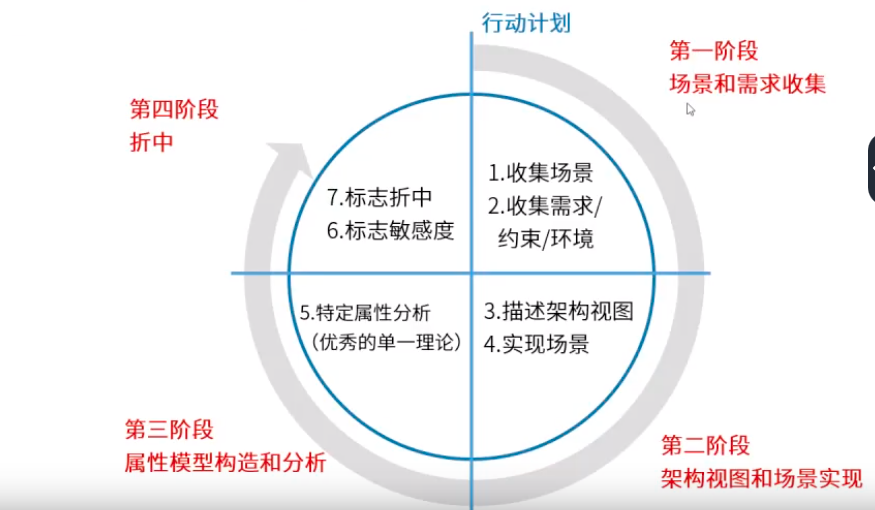 行动计划
第一阶段
场景和需求收集
1.收集场景
2.收集需求/
约束/环境
第二阶段
架构视图和场景实现
3.描述架构视图
4.实现场景
第三阶段
属性模型构造和分析
5.特定属性分析
（优秀的单一理论）
第四阶段
折中
7.标志折中
6.标志敏感度